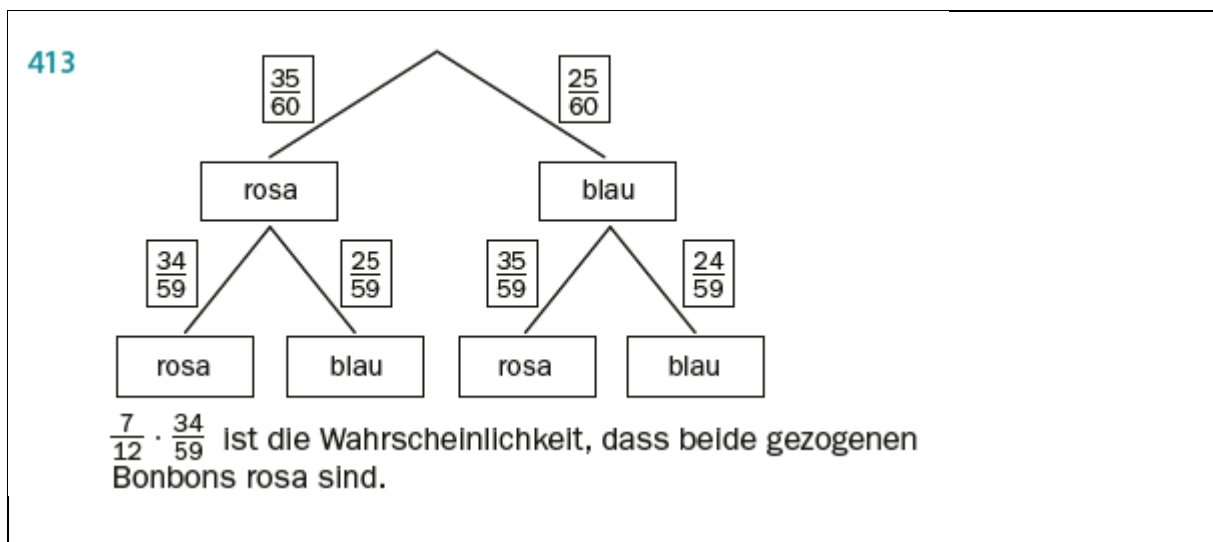 413
35/60 25/60
rosa blau
34/59 25/59 35/59 24/59
rosa blau rosa blau
7/12 · 34/59 ist die Wahrscheinlichkeit, dass beide gezogenen
Bonbons rosa sind.